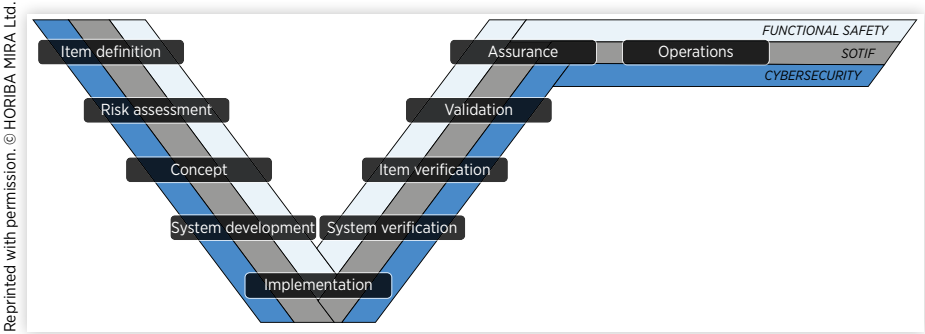 Reprinted with permission. © HORIBA MIRA Ltd.
FUNCTIONAL SAFETY
SOTIF
CYBERSECURITY
Item definition
Risk assessment
Concept
System development
Implementation
System verification
Item verification
Validation
Assurance
Operations